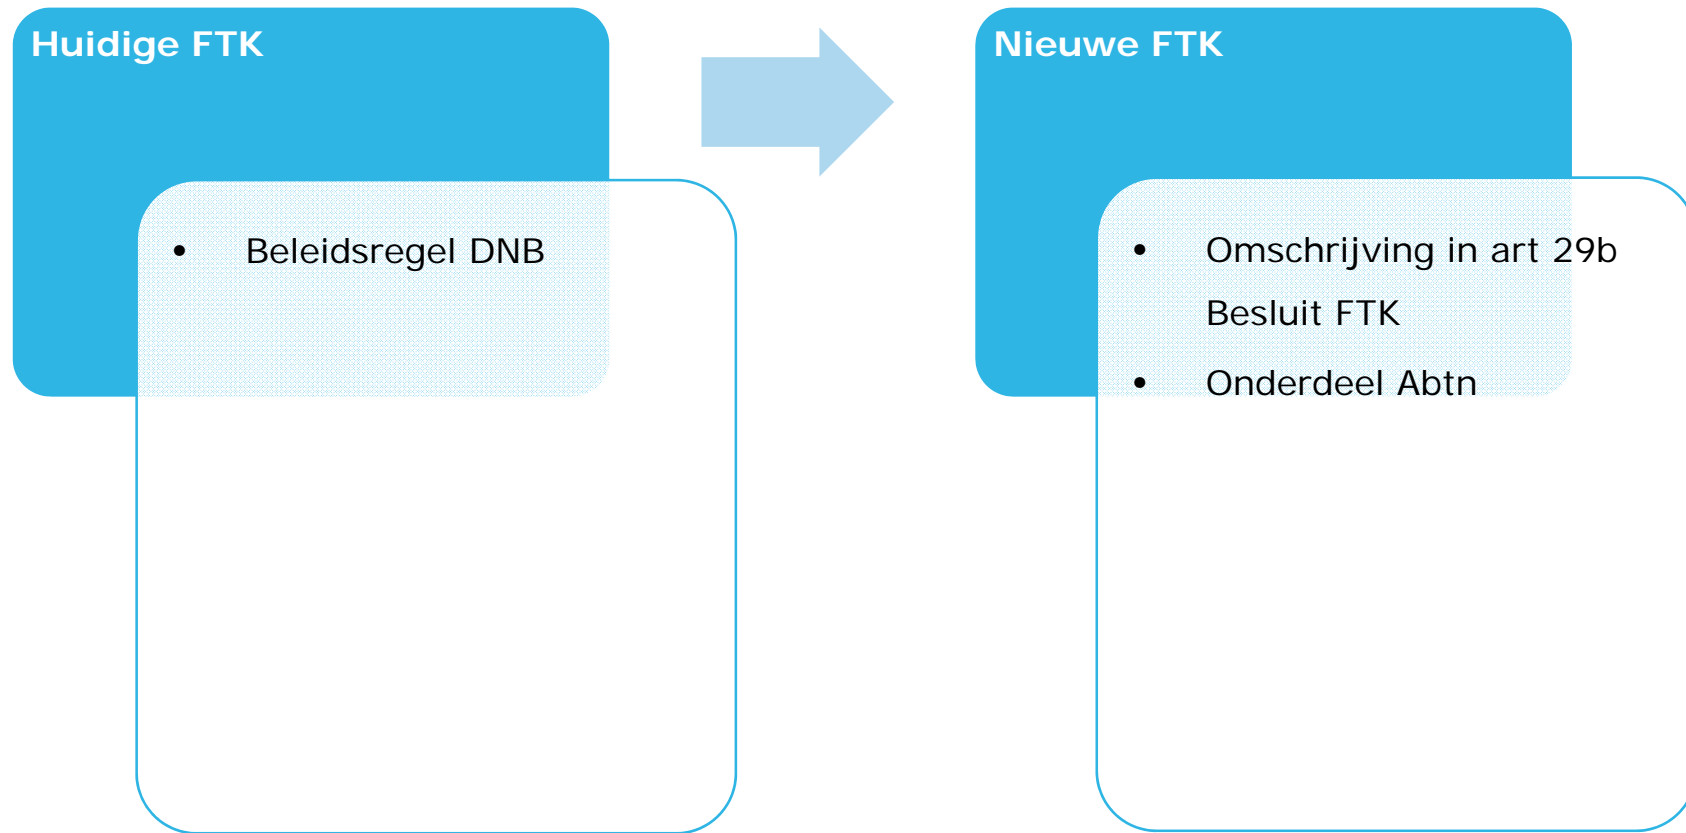 Huidige FTK
• Beleidsregel DNB
Nieuwe FTK
• Omschrijving in art 29b
Besluit FTK
• Onderdeel Abtn